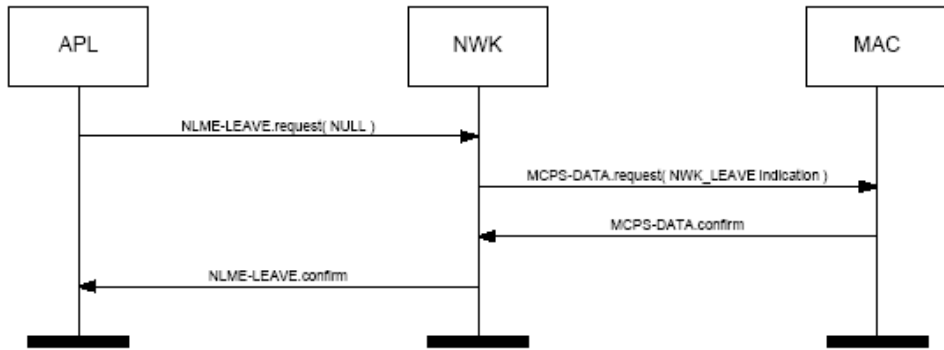 APL
NWK
MAC
NLME-LEAVE.request( NULL )
MCPS-DATA.request( NWK_LEAVE indication )
MCPS-DATA.confirm
NLME-LEAVE.confirm